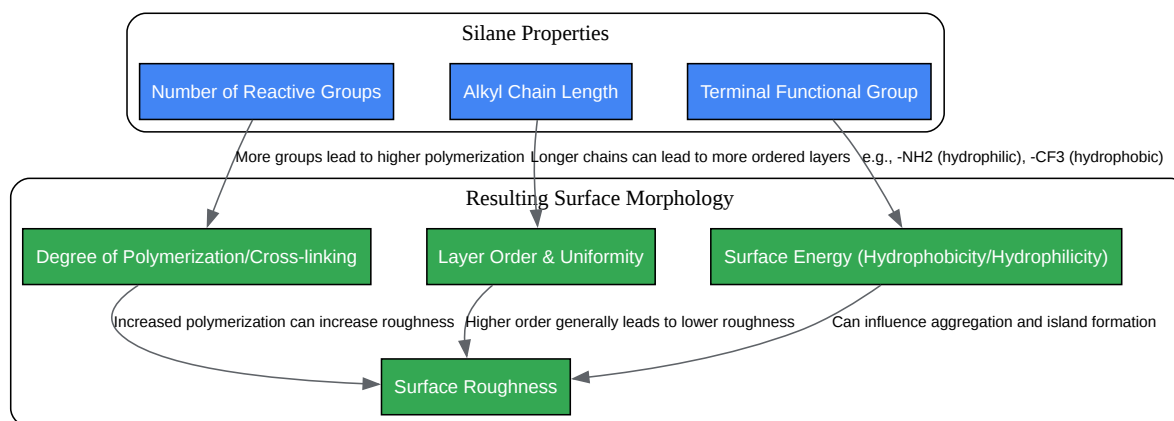 Silane Properties
Number of Reactive Groups
Alkyl Chain Length
Terminal Functional Group
More groups lead to higher polymerization
Longer chains can lead to more ordered layers
e.g., -NH2 (hydrophilic), -CF3 (hydrophobic)
Resulting Surface Morphology
Degree of Polymerization/Cross-linking
Layer Order & Uniformity
Surface Energy (Hydrophobicity/Hydrophilicity)
Increased polymerization can increase roughness
Higher order generally leads to lower roughness
Can influence aggregation and island formation
Surface Roughness